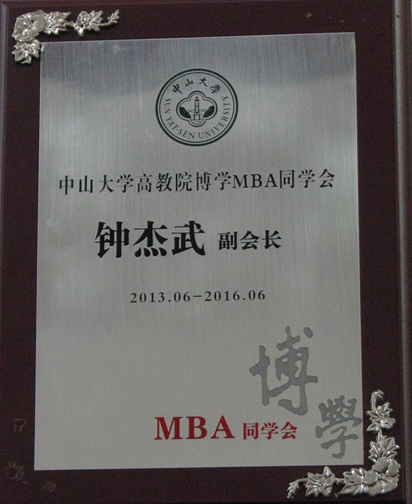 中山大学
SUN YAT-SEN UNIVERSITY
中山大学高教院博学MBA同学会
钟杰武 副会长
2013.06-2016.06
博學
MBA 同学会